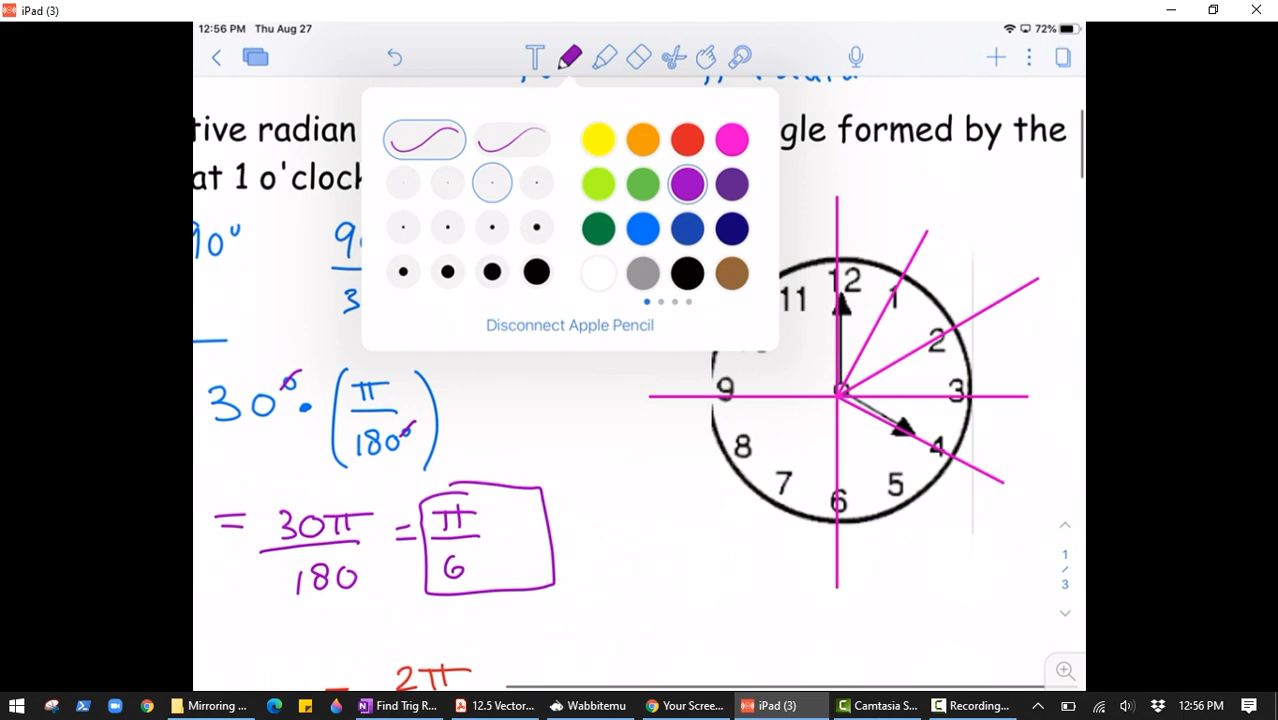 iPad (3)
12:56 PM Thu Aug 27
72%
T
tive radian
gle formed by the
at 1 o'clock
90°
Disconnect Apple Pencil
12
11
1
2
9
3
8
4
7
5
6
30° • (π/180°)
= 30π/180 = π/6
1
/
3
2π
Mirroring ...
Find Trig R...
12.5 Vector...
Wabbitemu
Your Scree...
iPad (3)
Camtasia S...
Recording...
12:56 PM